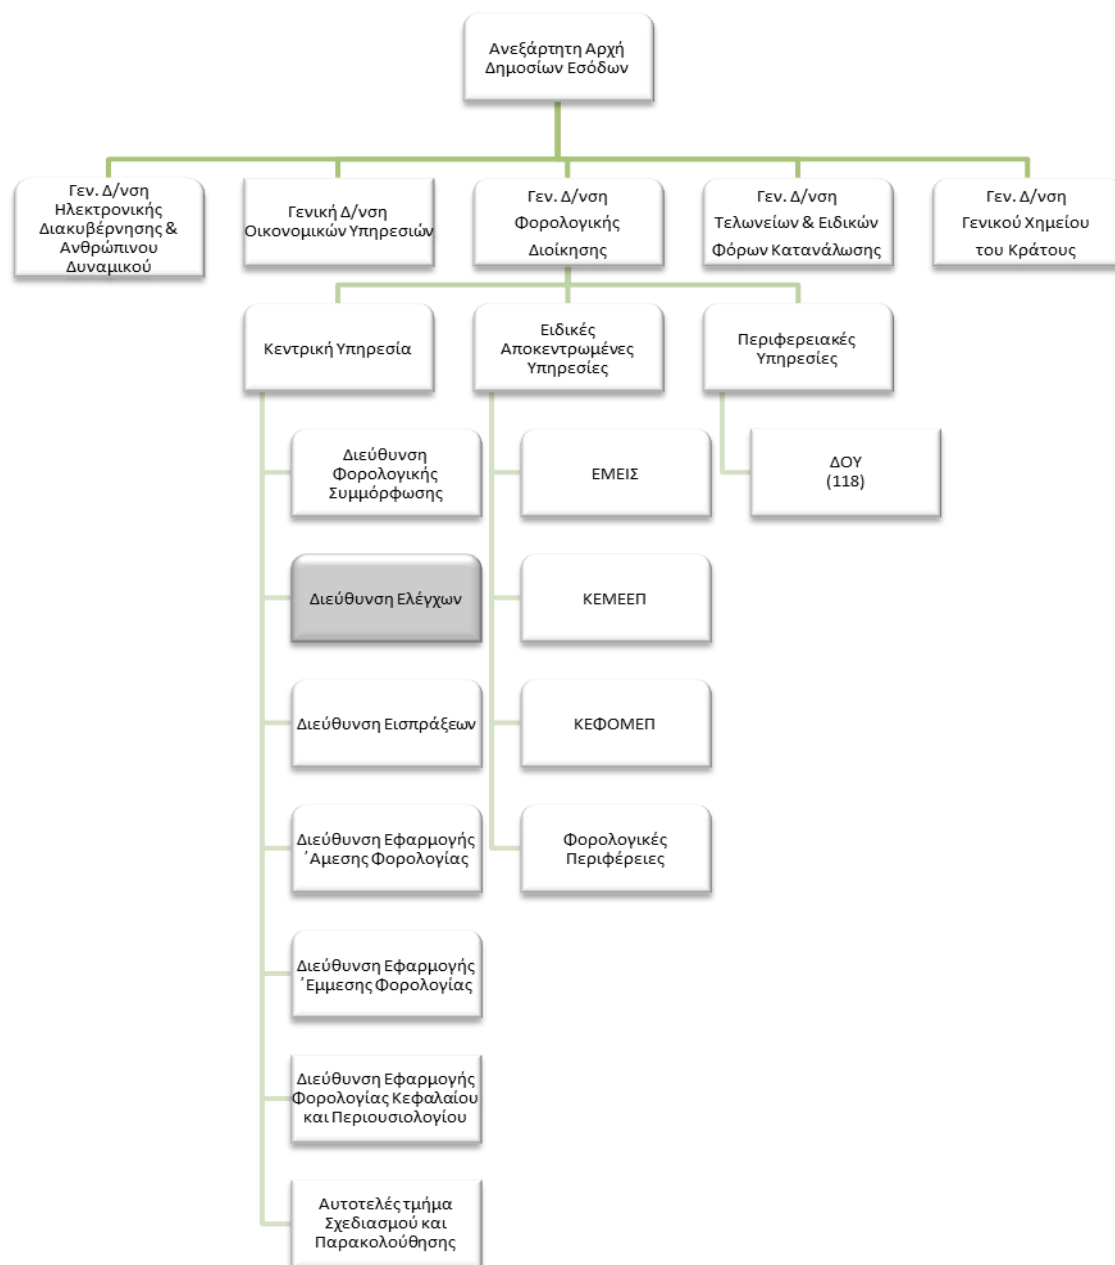 Ανεξάρτητη Αρχή
Δημοσίων Εσόδων
Γεν. Δ/νση
Ηλεκτρονικής
Διακυβέρνησης &
Ανθρώπινου
Δυναμικού
Γενική Δ/νση
Οικονομικών Υπηρεσιών
Γεν. Δ/νση
Φορολογικής
Διοίκησης
Γεν. Δ/νση
Τελωνείων & Ειδικών
Φόρων Κατανάλωσης
Γεν. Δ/νση
Γενικού Χημείου
του Κράτους
Κεντρική Υπηρεσία
Ειδικές
Αποκεντρωμένες
Υπηρεσίες
Περιφερειακές
Υπηρεσίες
Διεύθυνση
Φορολογικής
Συμμόρφωσης
ΕΜΕΙΣ
ΔΟΥ
(118)
Διεύθυνση Ελέγχων
ΚΕΜΕΕΠ
Διεύθυνση Εισπράξεων
ΚΕΦΟΜΕΠ
Διεύθυνση Εφαρμογής
΄Αμεσης Φορολογίας
Φορολογικές
Περιφέρειες
Διεύθυνση Εφαρμογής
΄Εμμεσης Φορολογίας
Διεύθυνση Εφαρμογής
Φορολογίας Κεφαλαίου
και Περιουσιολογίου
Αυτοτελές τμήμα
Σχεδιασμού και
Παρακολούθησης